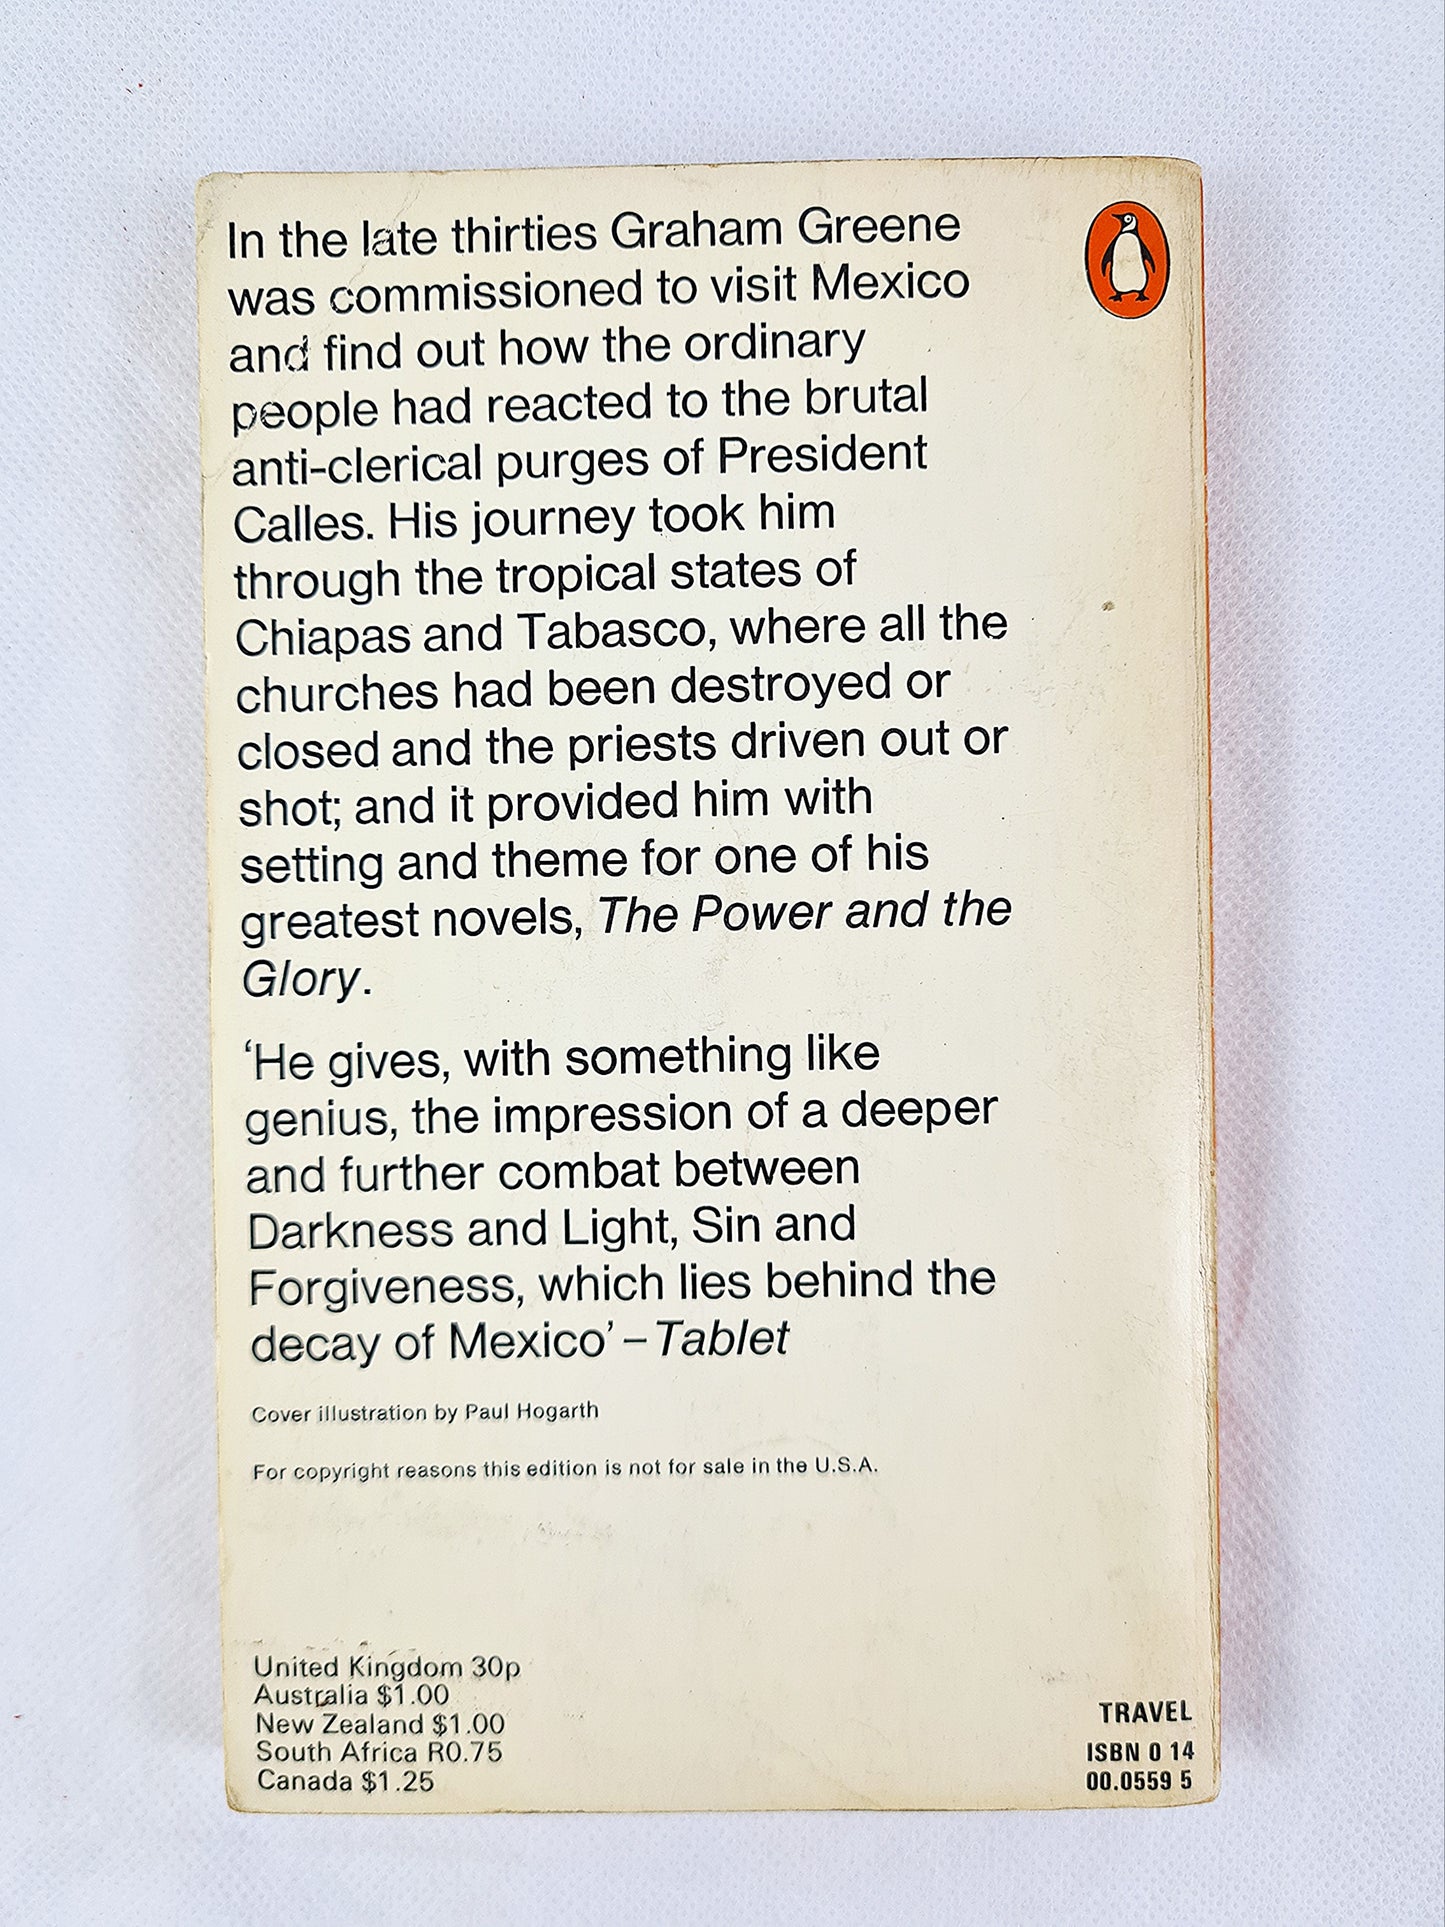 In the late thirties Graham Greene
was commissioned to visit Mexico
and find out how the ordinary
people had reacted to the brutal
anti-clerical purges of President
Calles. His journey took him
through the tropical states of
Chiapas and Tabasco, where all the
churches had been destroyed or
closed and the priests driven out or
shot; and it provided him with
setting and theme for one of his
greatest novels, The Power and the
Glory.
‘He gives, with something like
genius, the impression of a deeper
and further combat between
Darkness and Light, Sin and
Forgiveness, which lies behind the
decay of Mexico’ – Tablet
Cover illustration by Paul Hogarth
For copyright reasons this edition is not for sale in the U.S.A.
United Kingdom 30p
Australia $1.00
New Zealand $1.00
South Africa R0.75
Canada $1.25
TRAVEL
ISBN 0 14
00.0559 5